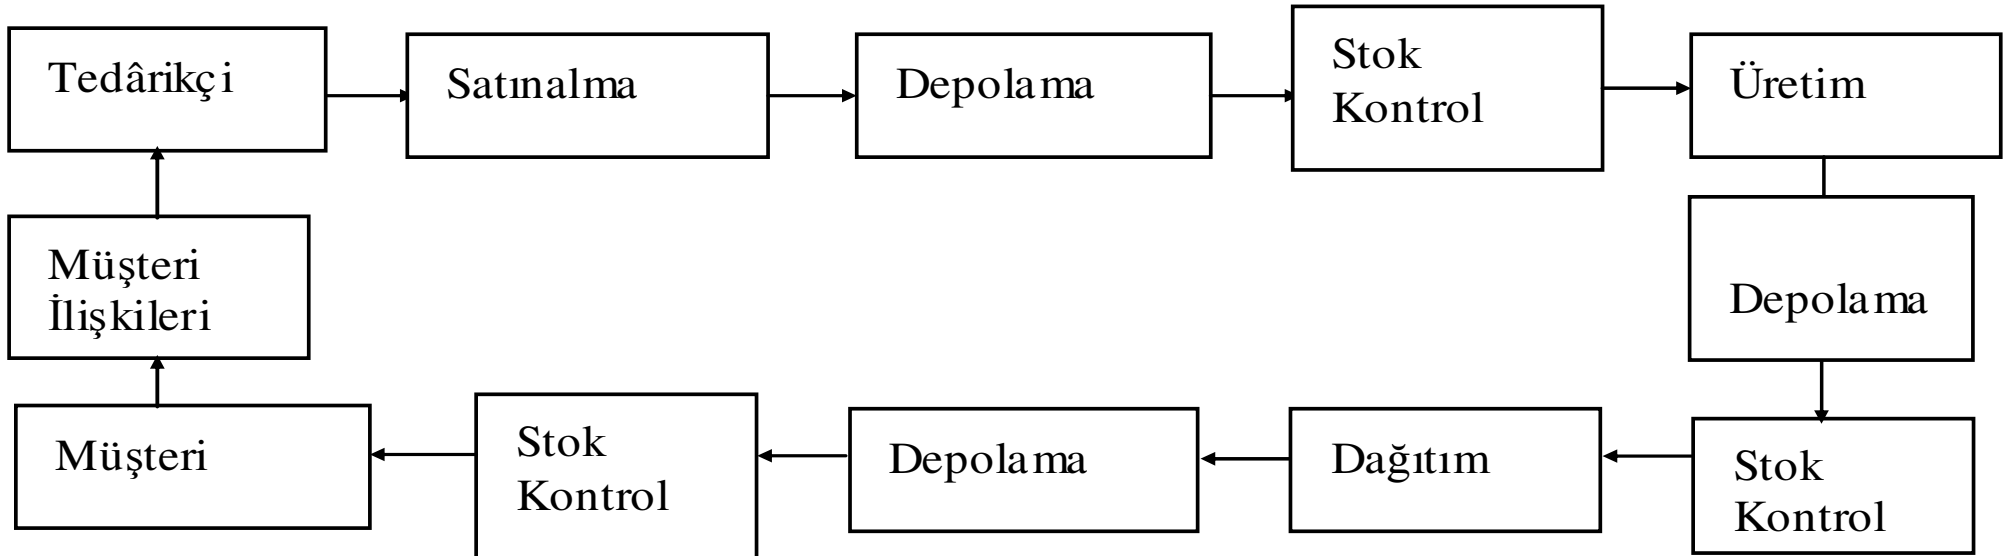 Tedârikçi
Satınalma
Depolama
Stok
Kontrol
Üretim
Depolama
Stok
Kontrol
Dağıtım
Depolama
Stok
Kontrol
Müşteri
Müşteri
İlişkileri